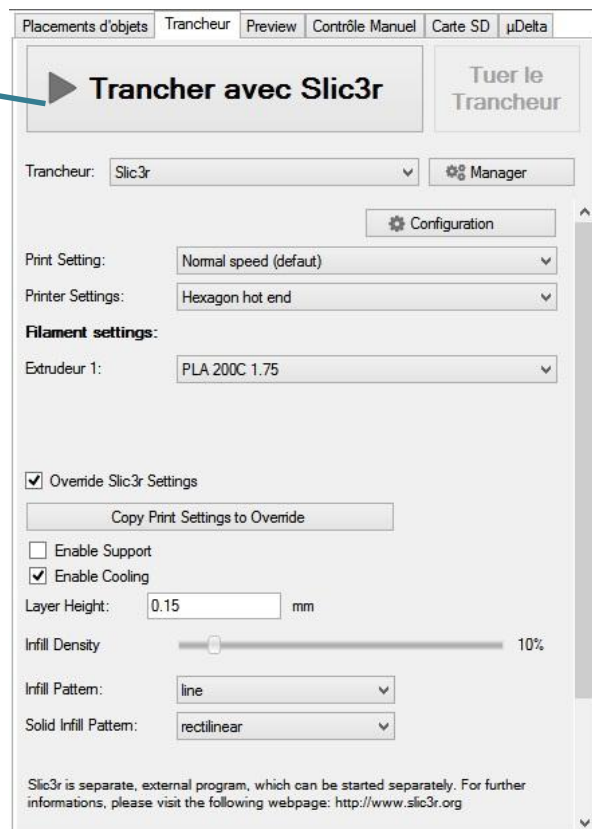 Placements d'objets Trancheur Preview Contrôle Manuel Carte SD µDelta
Trancher avec Slic3r
Tuer le
Trancheur
Trancheur: Slic3r Manager
Configuration
Print Setting: Normal speed (defaut)
Printer Settings: Hexagon hot end
Filament settings:
Extrudeur 1: PLA 200C 1.75
Override Slic3r Settings
Copy Print Settings to Override
Enable Support
Enable Cooling
Layer Height: 0.15 mm
Infill Density 10%
Infill Pattern: line
Solid Infill Pattern: rectilinear
Slic3r is separate, external program, which can be started separately. For further
informations, please visit the following webpage: http://www.slic3r.org